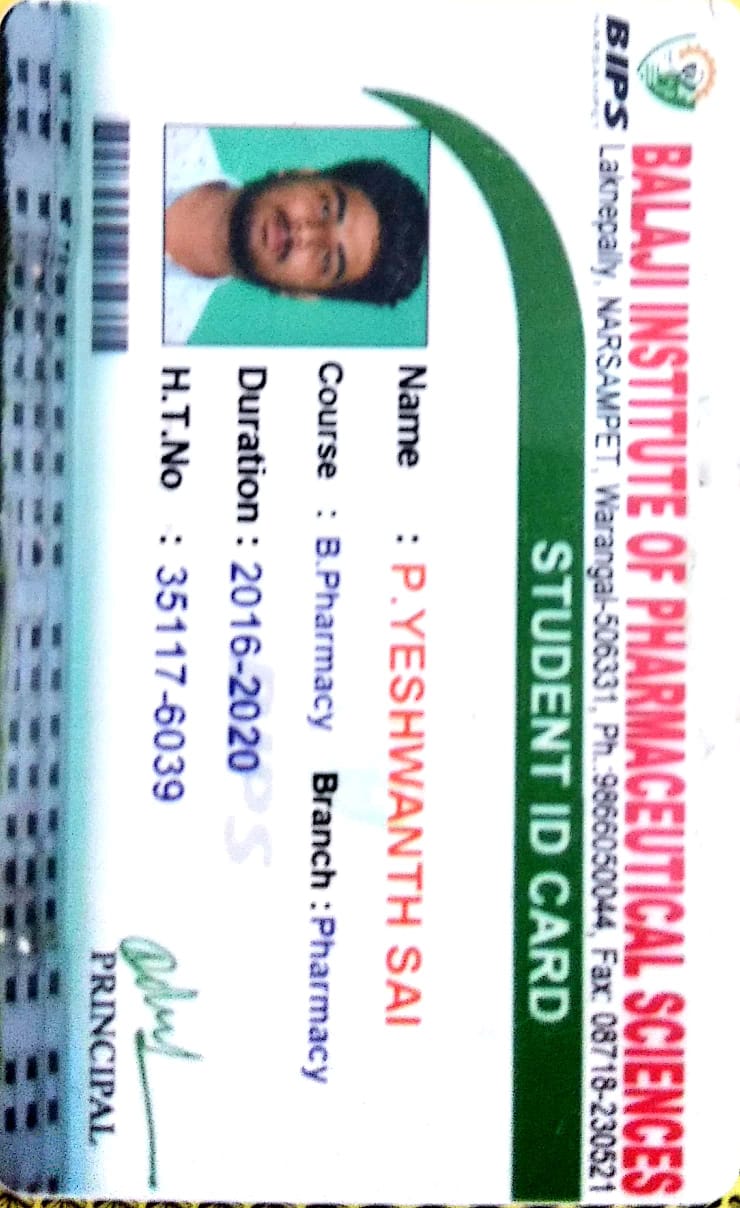 BALAJI INSTITUTE OF PHARMACEUTICAL SCIENCES
BIPS Laknepally, NARSAMPET, Warangal-506331, Ph.:9866050044, Fax: 08718-230521
STUDENT ID CARD
Name : P.YESHWANTH SAI
Course : B.Pharmacy Branch : Pharmacy
Duration : 2016-2020
H.T.No : 35117-6039
PRINCIPAL